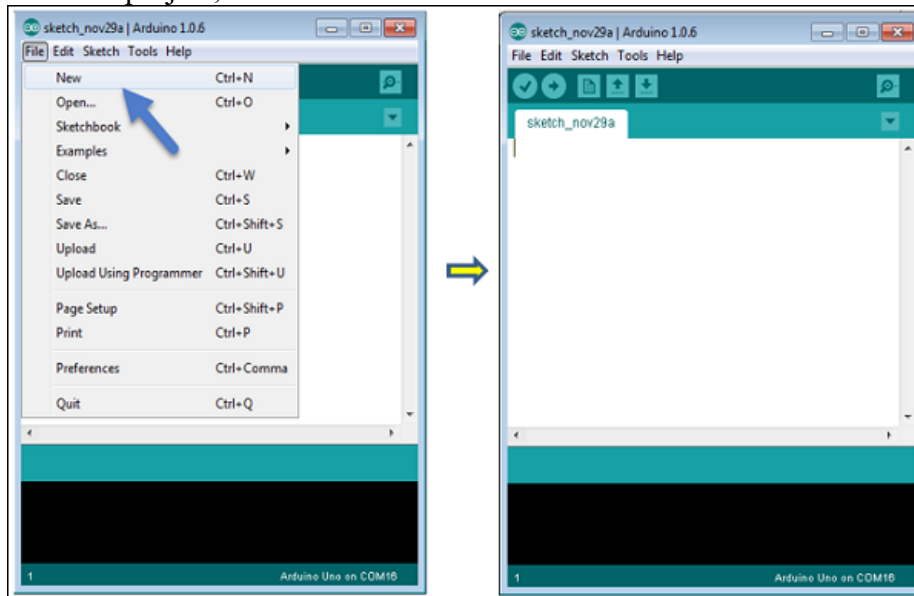 sketch_nov29a | Arduino 1.0.6
File Edit Sketch Tools Help
New Ctrl+N
Open... Ctrl+O
Sketchbook
Examples
Close Ctrl+W
Save Ctrl+S
Save As... Ctrl+Shift+S
Upload Ctrl+U
Upload Using Programmer Ctrl+Shift+U
Page Setup Ctrl+Shift+P
Print Ctrl+P
Preferences Ctrl+Comma
Quit Ctrl+Q
1 Arduino Uno on COM16
sketch_nov29a | Arduino 1.0.6
File Edit Sketch Tools Help
sketch_nov29a
1 Arduino Uno on COM16